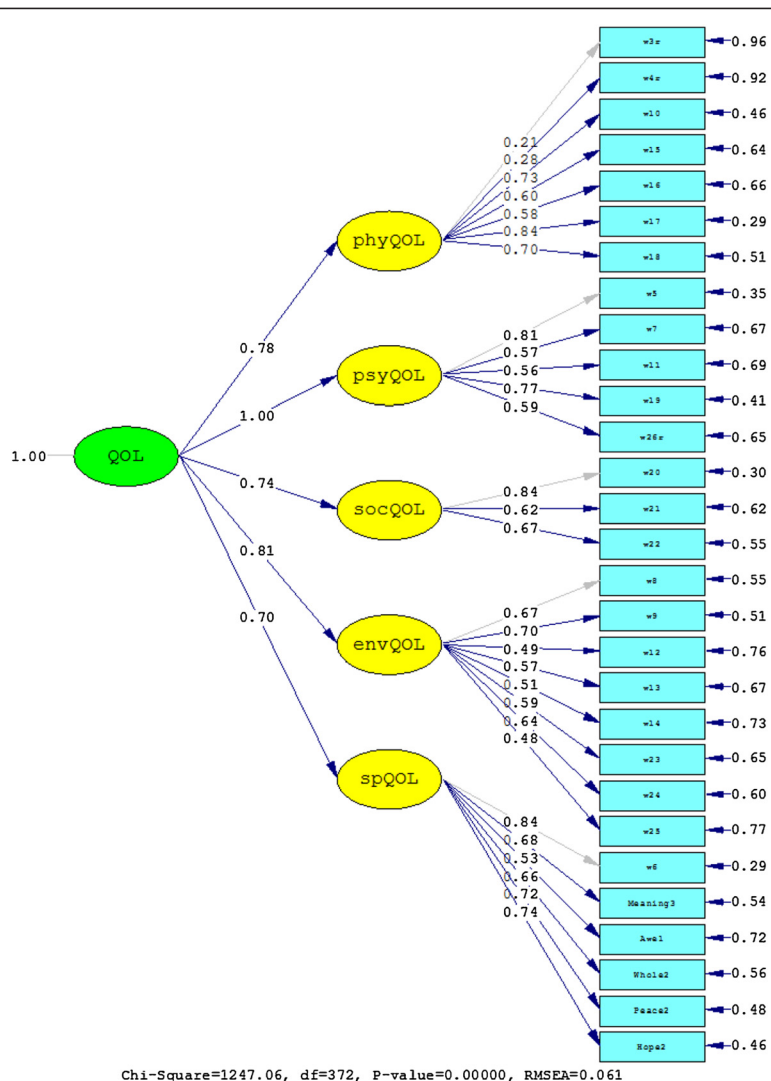 w3r 0.96
w4r 0.92
w10 0.46
w15 0.64
w16 0.66
w17 0.29
w18 0.51
0.21
0.28
0.73
0.60
0.58
0.84
0.70
phyQOL
0.78
w5 0.35
w7 0.67
w11 0.69
w19 0.41
w26r 0.65
0.81
0.57
0.56
0.77
0.59
psyQOL
1.00
1.00
QOL
w20 0.30
w21 0.62
w22 0.55
0.84
0.62
0.67
socQOL
0.74
w8 0.55
w9 0.51
w12 0.76
w13 0.67
w14 0.73
w23 0.65
w24 0.60
w25 0.77
0.67
0.70
0.49
0.57
0.51
0.59
0.64
0.48
envQOL
0.81
0.70
spQOL
w6 0.29
Meaning3 0.54
Awe1 0.72
Whole2 0.56
Peace2 0.48
Hope2 0.46
0.84
0.68
0.53
0.66
0.72
0.74
Chi-Square=1247.06, df=372, P-value=0.00000, RMSEA=0.061